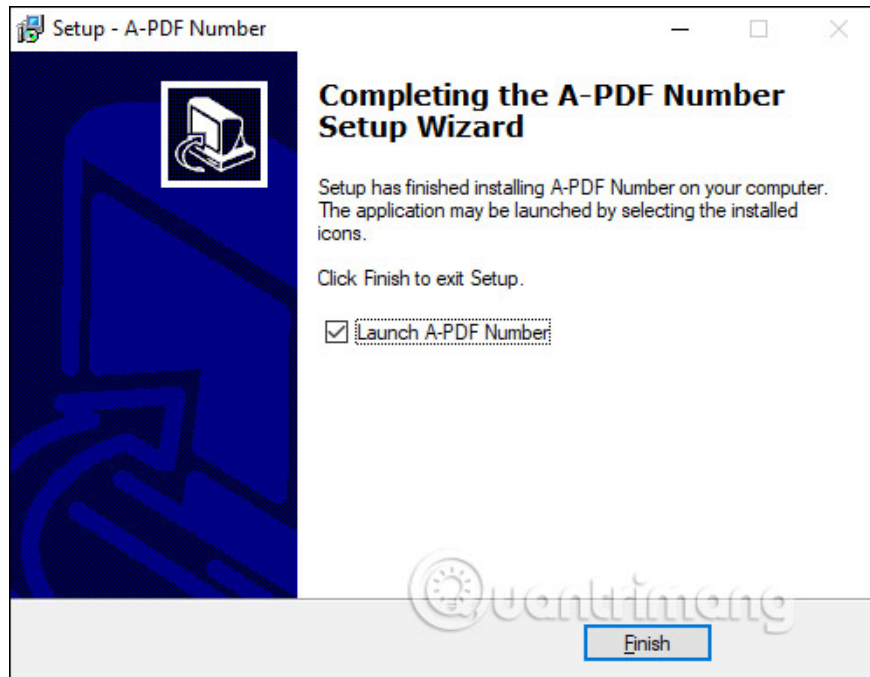 Setup - A-PDF Number
Completing the A-PDF Number
Setup Wizard
Setup has finished installing A-PDF Number on your computer.
The application may be launched by selecting the installed
icons.
Click Finish to exit Setup.
Launch A-PDF Number
Quantrimang
Finish